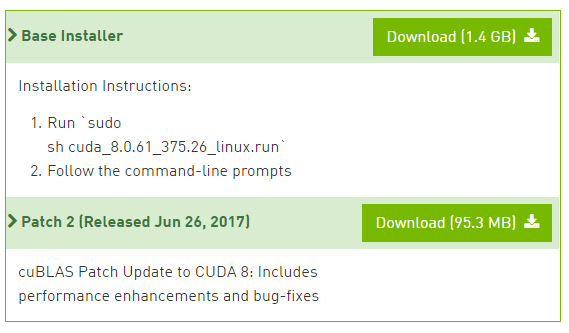 Base Installer
Download (1.4 GB)
Installation Instructions:
1. Run `sudo
sh cuda_8.0.61_375.26_linux.run`
2. Follow the command-line prompts
Patch 2 (Released Jun 26, 2017)
Download (95.3 MB)
cuBLAS Patch Update to CUDA 8: Includes
performance enhancements and bug-fixes